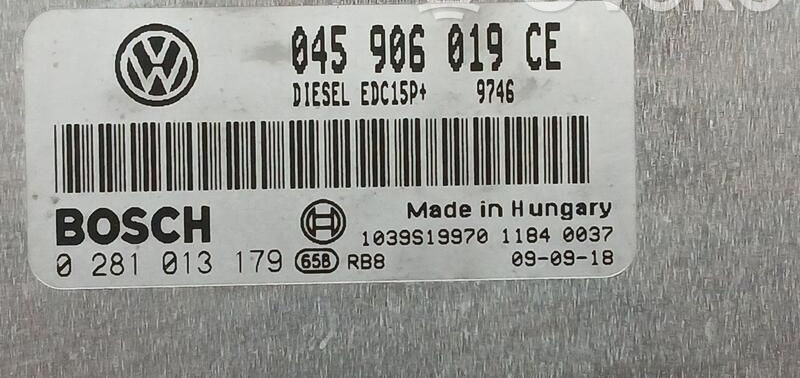 045 906 019 CE
DIESEL EDC15P+ 9746
BOSCH
Made in Hungary
1039S19970 1184 0037
0 281 013 179 65B RB8 09-09-18